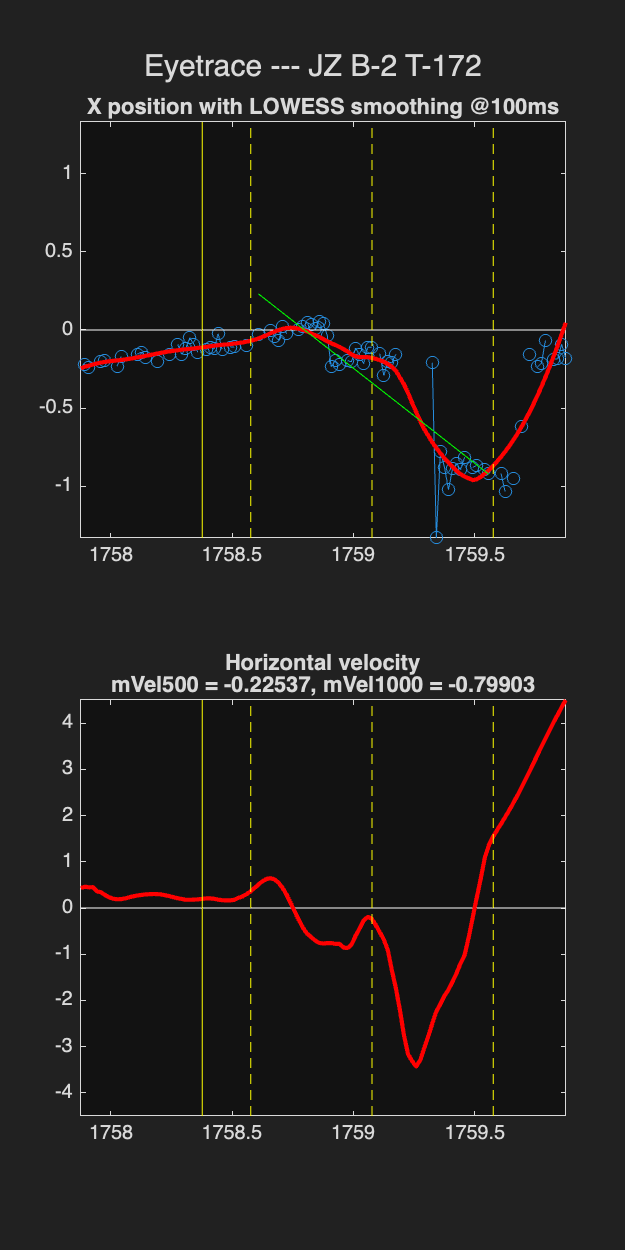 Eyetrace --- JZ B-2 T-172
X position with LOWESS smoothing @100ms
1
0.5
0
-0.5
-1
1758 1758.5 1759 1759.5
Horizontal velocity
mVel500 = -0.22537, mVel1000 = -0.79903
4
3
2
1
0
-1
-2
-3
-4
1758 1758.5 1759 1759.5